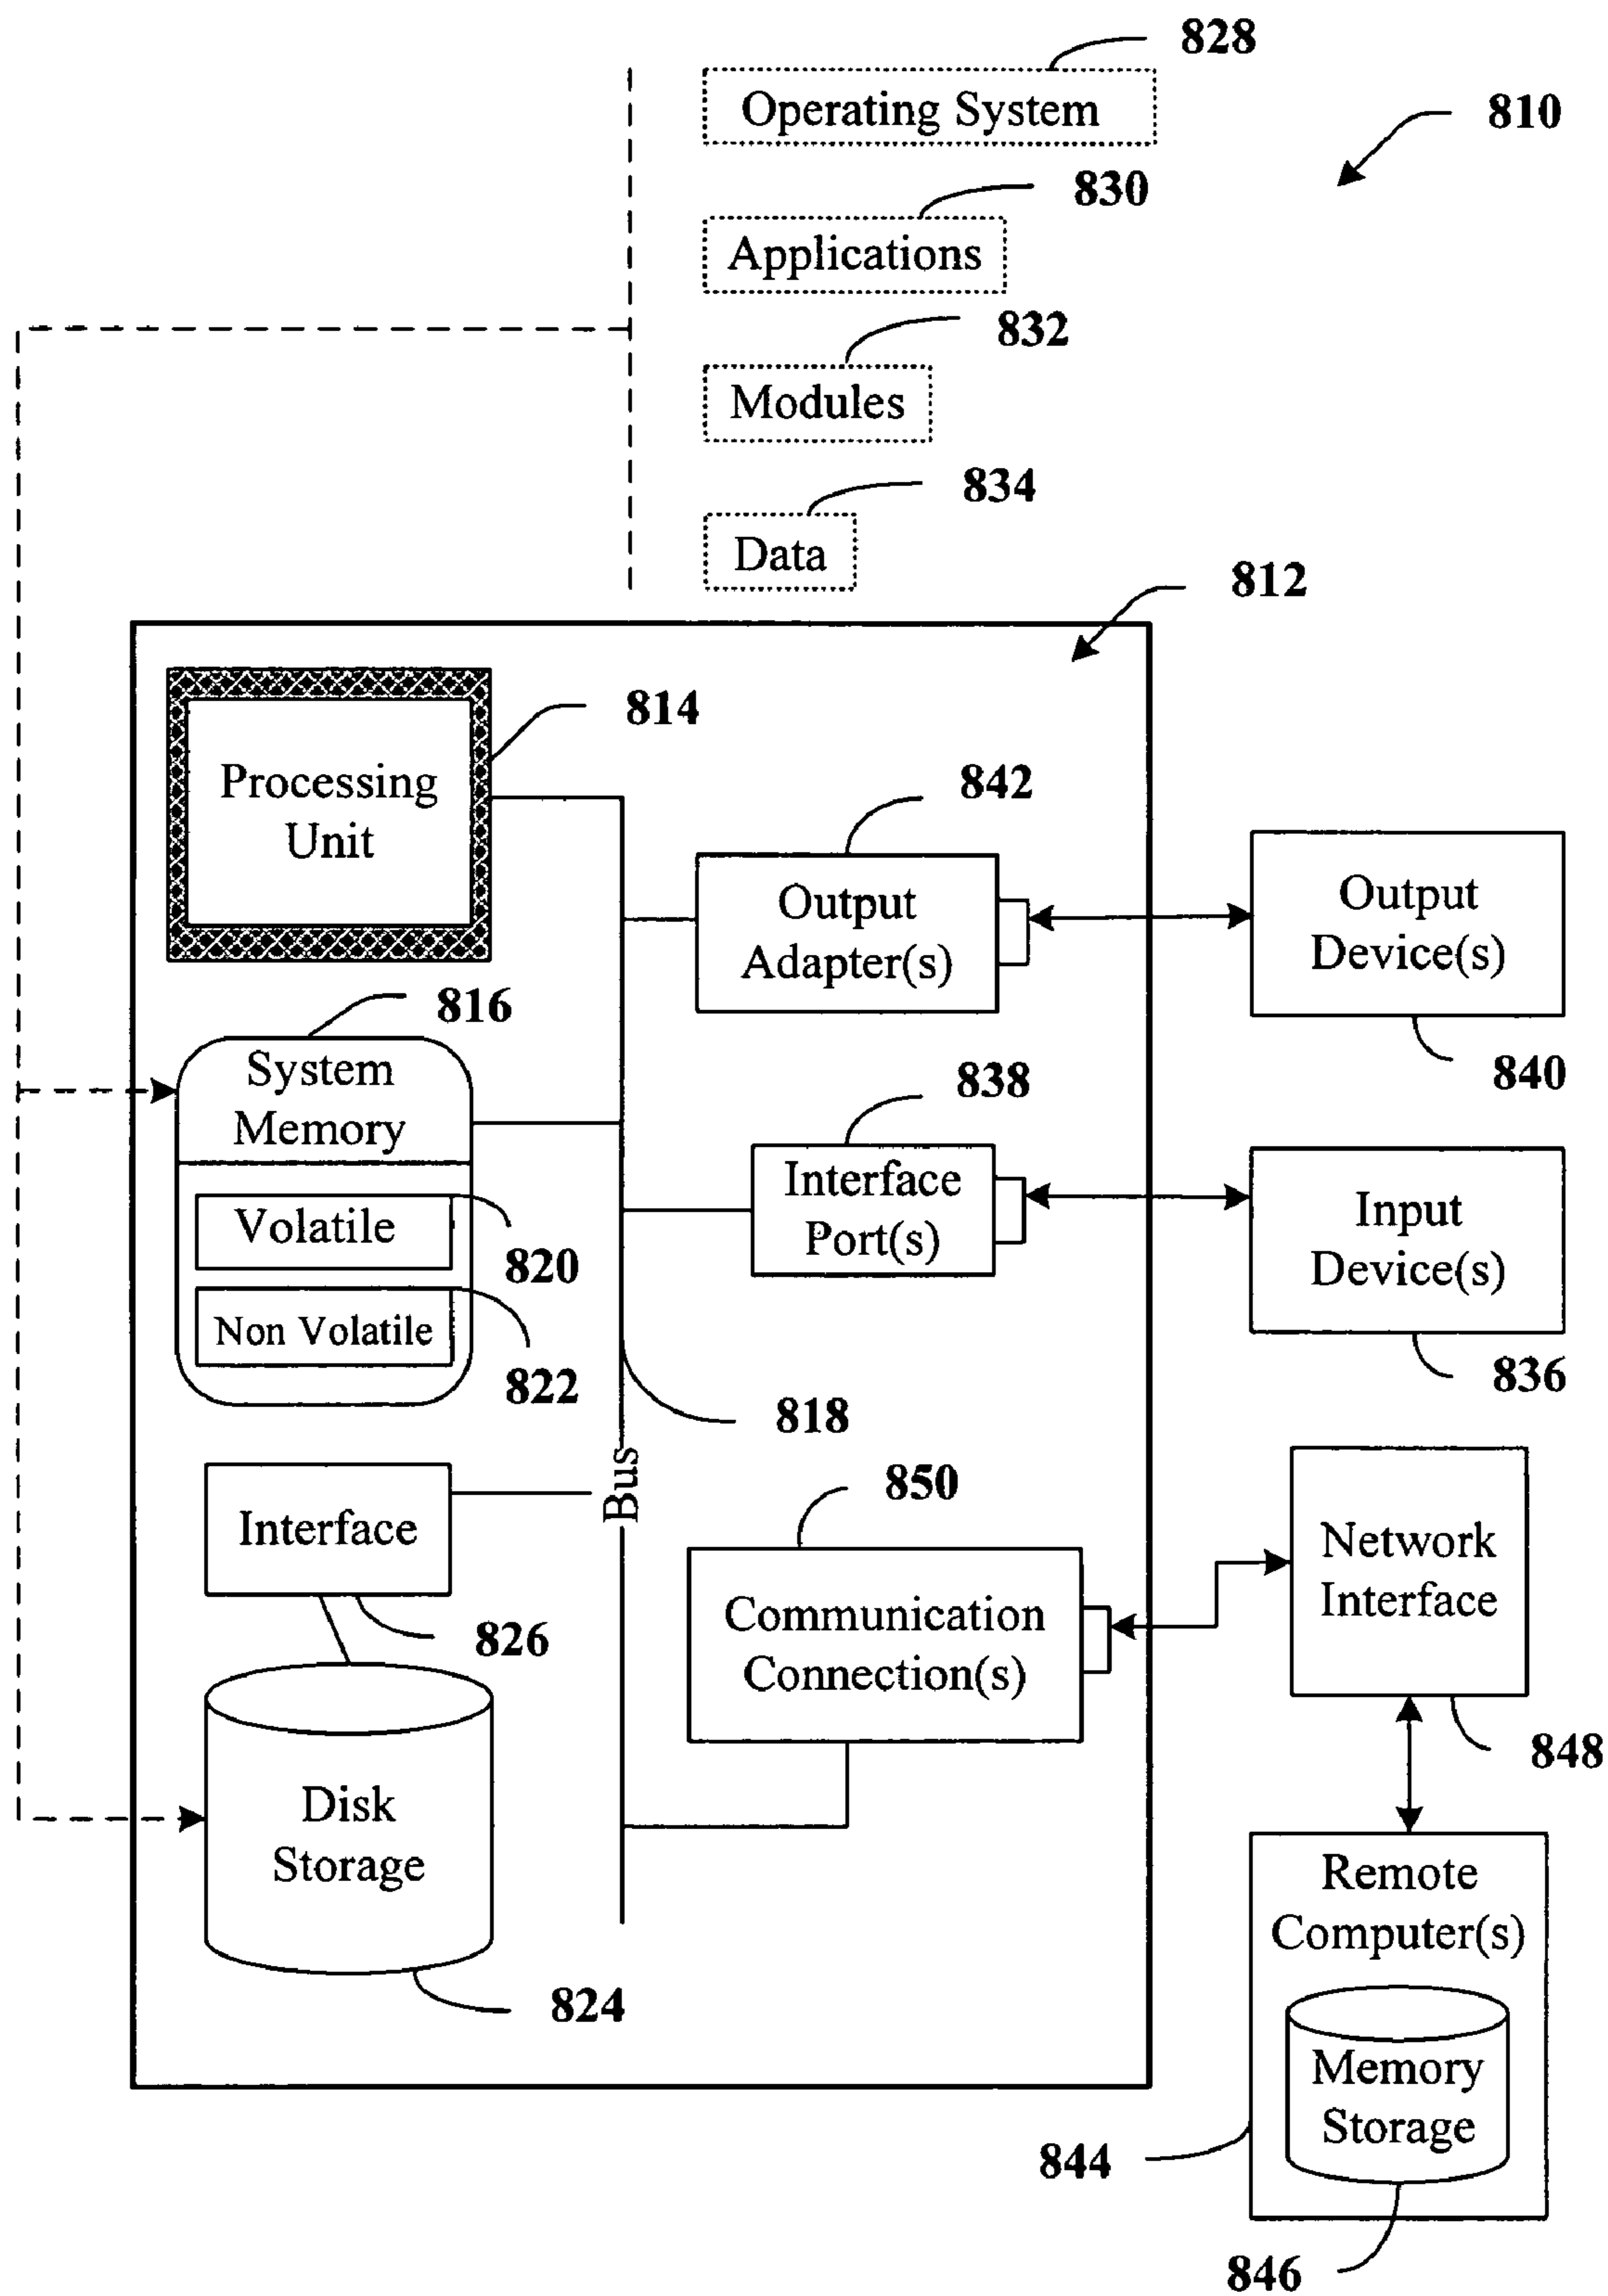 828
Operating System
810
830
Applications
832
Modules
834
Data
812
814
Processing
Unit
842
Output
Adapter(s)
Output
Device(s)
840
816
System
Memory
838
Interface
Port(s)
Input
Device(s)
836
Volatile
820
Non Volatile
822
818
Bus
850
Interface
826
Communication
Connection(s)
Network
Interface
848
Disk
Storage
824
Remote
Computer(s)
Memory
Storage
844
846